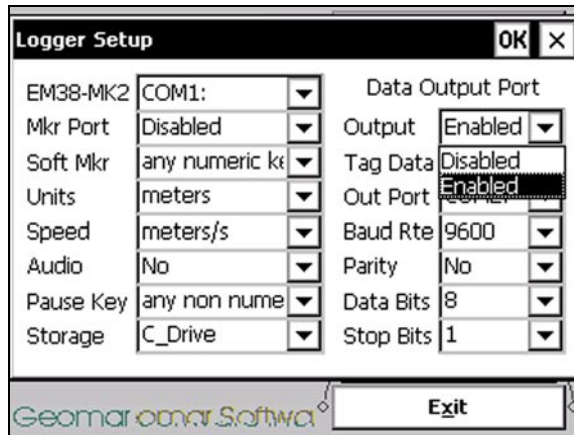 Logger Setup
OK ×
EM38-MK2 COM1:
Mkr Port Disabled
Soft Mkr any numeric
Units meters
Speed meters/s
Audio No
Pause Key any non
Storage C_Drive
Data Output Port
Output Enabled
Disabled
Enabled
Tag Data
Out Port
Baud Rte 9600
Parity No
Data Bits 8
Stop Bits 1
Geomar
Exit